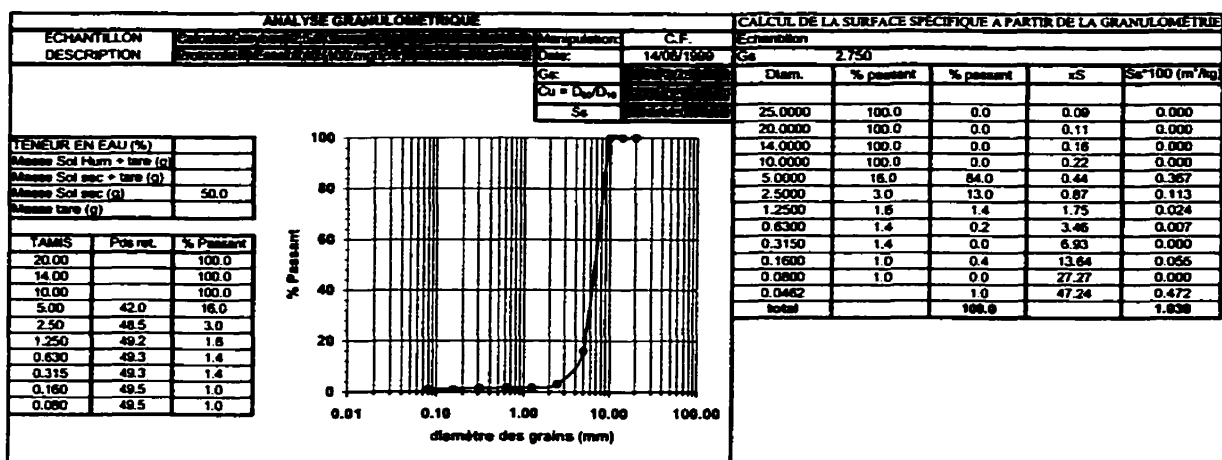 ANALYSE GRANULOMETRIQUE
CALCUL DE LA SURFACE SPÉCIFIQUE A PARTIR DE LA GRANULOMÉTRIE
ECHANTILLON Manipulation: C.F.
DESCRIPTION Date: 14/06/1999
Gs:
Cu = D60/D10
Ss
Echantillon
Gs 2.750
Diam. % passant % passant xS Ss*100 (m²/kg)
25.0000 100.0 0.0 0.09 0.000
20.0000 100.0 0.0 0.11 0.000
14.0000 100.0 0.0 0.16 0.000
10.0000 100.0 0.0 0.22 0.000
5.0000 16.0 84.0 0.44 0.367
2.5000 3.0 13.0 0.87 0.113
1.2500 1.6 1.4 1.75 0.024
0.6300 1.4 0.2 3.46 0.007
0.3150 1.4 0.0 6.93 0.000
0.1600 1.0 0.4 13.64 0.055
0.0800 1.0 0.0 27.27 0.000
0.0462 1.0 47.24 0.472
total 100.0 1.038
TENEUR EN EAU (%)
Masse Sol Hum + tare (g)
Masse Sol sec + tare (g)
Masse Sol sec (g) 50.0
Masse tare (g)
TAMIS Pds ret. % Passant
20.00 100.0
14.00 100.0
10.00 100.0
5.00 42.0 16.0
2.50 48.5 3.0
1.250 49.2 1.6
0.630 49.3 1.4
0.315 49.3 1.4
0.160 49.5 1.0
0.080 49.5 1.0
% Passant
100
80
60
40
20
0
0.01 0.10 1.00 10.00 100.00
diamètre des grains (mm)